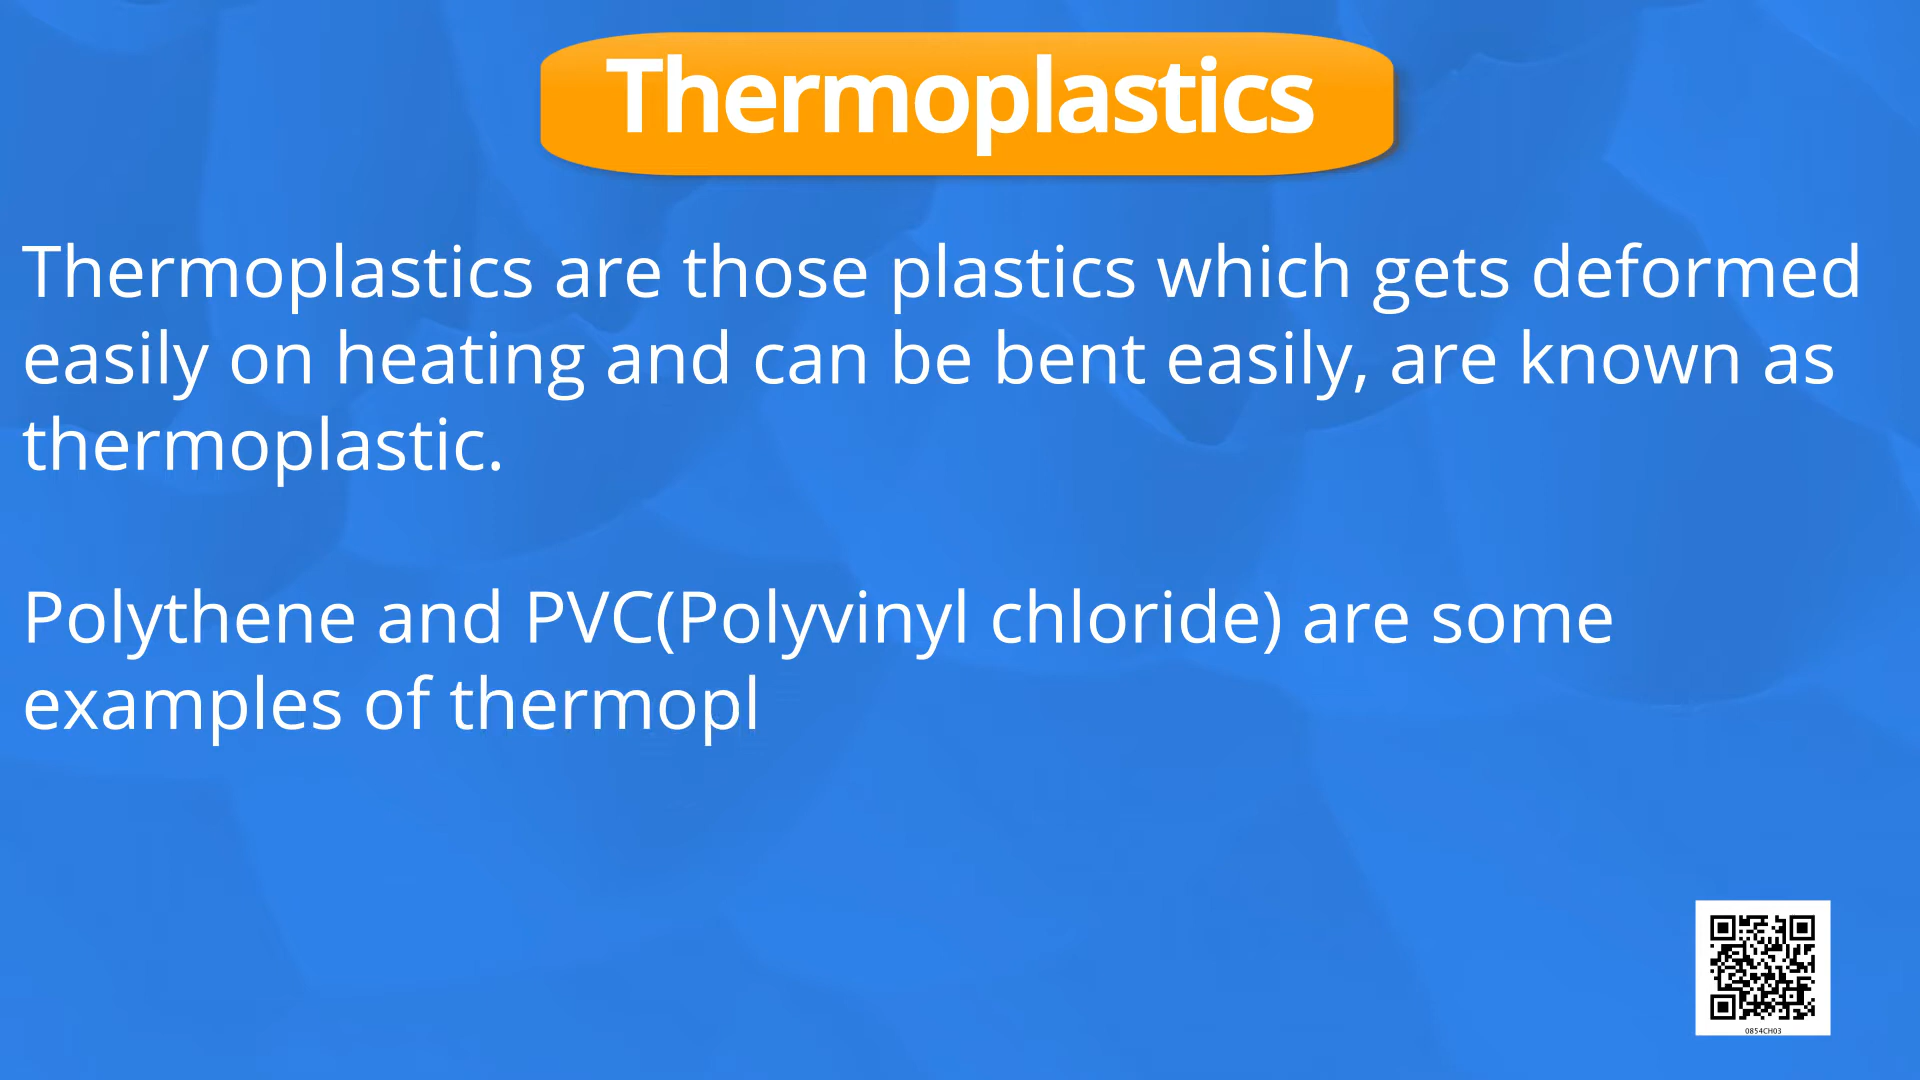 Thermoplastics
Thermoplastics are those plastics which gets deformed
easily on heating and can be bent easily, are known as
thermoplastic.
Polythene and PVC(Polyvinyl chloride) are some
examples of thermopl
0854CH03